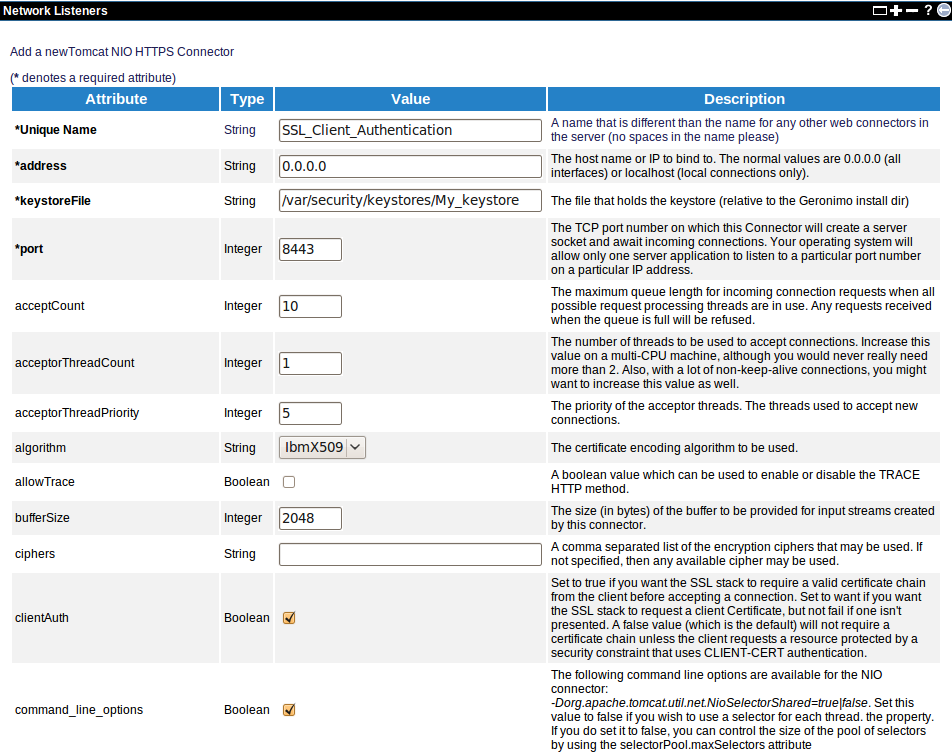 Network Listeners
Add a newTomcat NIO HTTPS Connector
(* denotes a required attribute)
Attribute Type Value Description
*Unique Name String SSL_Client_Authentication A name that is different than the name for any other web connectors in
the server (no spaces in the name please)
*address String 0.0.0.0 The host name or IP to bind to. The normal values are 0.0.0.0 (all
interfaces) or localhost (local connections only).
*keystoreFile String /var/security/keystores/My_keystore The file that holds the keystore (relative to the Geronimo install dir)
*port Integer 8443 The TCP port number on which this Connector will create a server
socket and await incoming connections. Your operating system will
allow only one server application to listen to a particular port number
on a particular IP address.
acceptCount Integer 10 The maximum queue length for incoming connection requests when all
possible request processing threads are in use. Any requests received
when the queue is full will be refused.
acceptorThreadCount Integer 1 The number of threads to be used to accept connections. Increase this
value on a multi-CPU machine, although you would never really need
more than 2. Also, with a lot of non-keep-alive connections, you might
want to increase this value as well.
acceptorThreadPriority Integer 5 The priority of the acceptor threads. The threads used to accept new
connections.
algorithm String IbmX509 The certificate encoding algorithm to be used.
allowTrace Boolean A boolean value which can be used to enable or disable the TRACE
HTTP method.
bufferSize Integer 2048 The size (in bytes) of the buffer to be provided for input streams created
by this connector.
ciphers String A comma separated list of the encryption ciphers that may be used. If
not specified, then any available cipher may be used.
clientAuth Boolean Set to true if you want the SSL stack to require a valid certificate chain
from the client before accepting a connection. Set to want if you want
the SSL stack to request a client Certificate, but not fail if one isn't
presented. A false value (which is the default) will not require a
certificate chain unless the client requests a resource protected by a
security constraint that uses CLIENT-CERT authentication.
command_line_options Boolean The following command line options are available for the NIO
connector:
-Dorg.apache.tomcat.util.net.NioSelectorShared=true|false. Set this
value to false if you wish to use a selector for each thread. the property.
If you do set it to false, you can control the size of the pool of selectors
by using the selectorPool.maxSelectors attribute